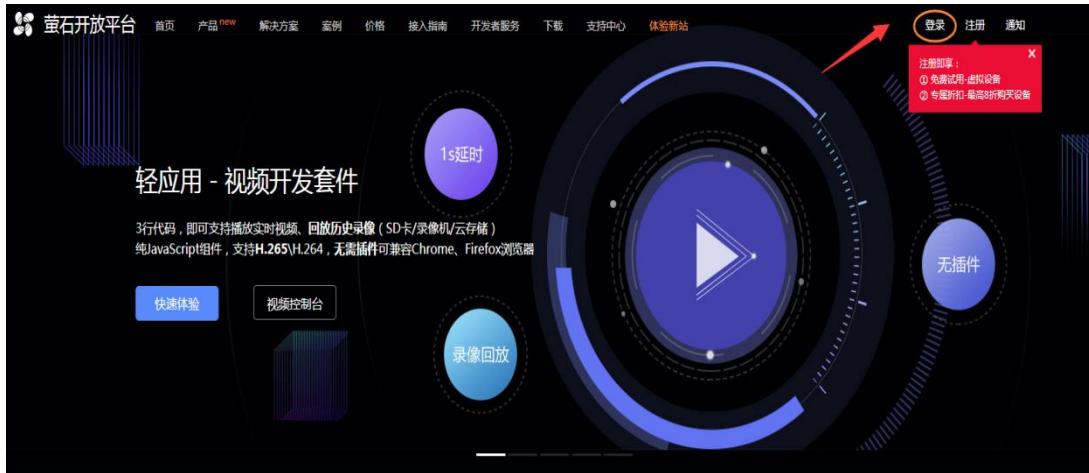 萤石开放平台 首页 产品 new 解决方案 案例 价格 接入指南 开发者服务 下载 支持中心 体验新站 登录 注册 通知
注册即享：
X
① 免费试用-虚拟设备
② 专属折扣-最高8折购买设备
1s延时
轻应用 - 视频开发套件
3行代码，即可支持播放实时视频、回放历史录像（SD卡/录像机/云存储）
纯JavaScript组件，支持H.265\H.264，无需插件可兼容Chrome、Firefox浏览器
无插件
快速体验 视频控制台
录像回放